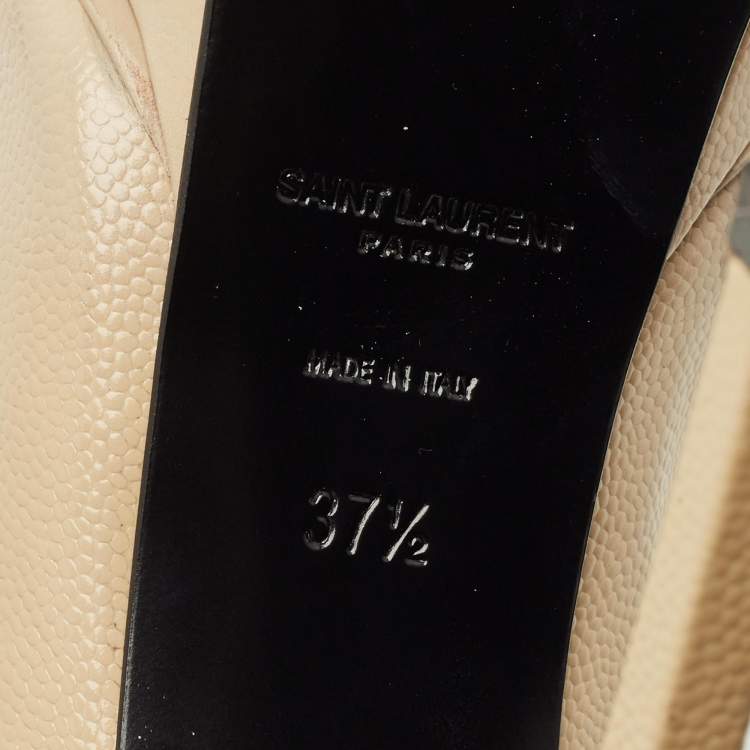 SAINT LAURENT
PARIS
MADE IN ITALY
37½